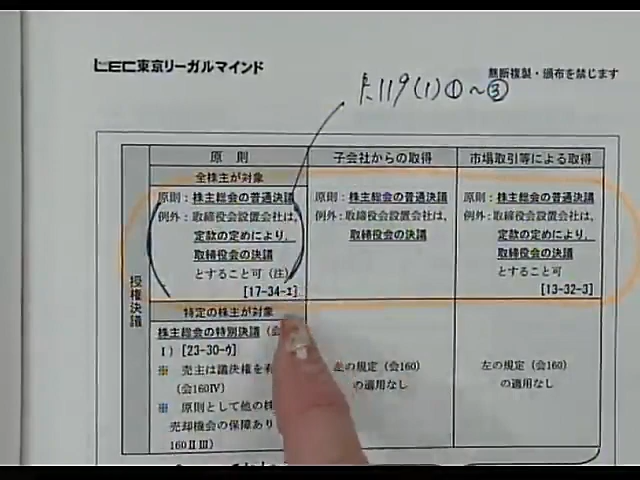 LEC東京リーガルマインド
無断複製・頒布を禁じます
P.119(1)①~③
原則
子会社からの取得
市場取引等による取得
授権決議
全株主が対象
原則：株主総会の普通決議
例外：取締役会設置会社は、
定款の定めにより、
取締役会の決議
とすること可（注）
[17-34-エ]
原則：株主総会の普通決議
例外：取締役会設置会社は、
取締役会の決議
原則：株主総会の普通決議
例外：取締役会設置会社は、
定款の定めにより、
取締役会の決議
とすること可
[13-32-3]
特定の株主が対象
株主総会の特別決議（会
1）[23-30-ウ]
※ 売主は議決権を有
（会160Ⅳ）
※ 原則として他の株
売却機会の保障あり
160ⅡⅢ）
左の規定（会160）
の適用なし
左の規定（会160）
の適用なし